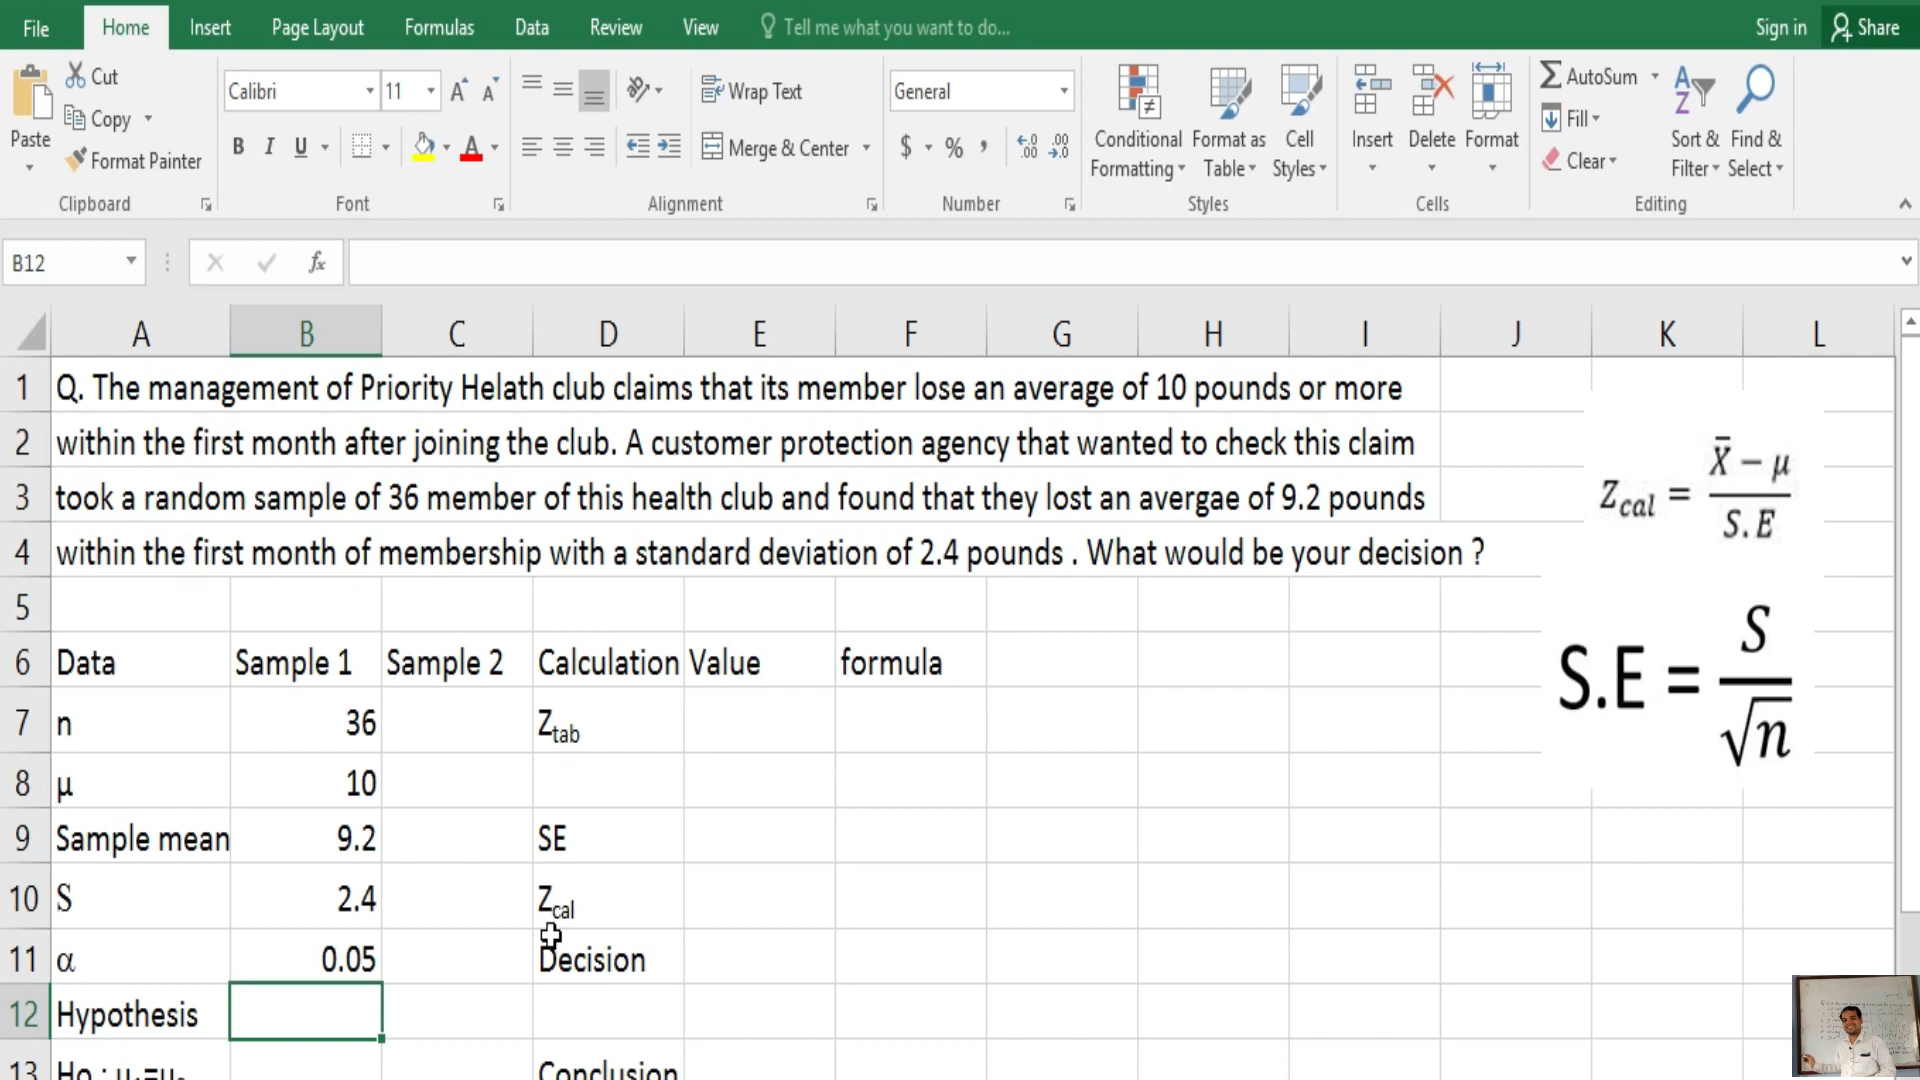 File Home Insert Page Layout Formulas Data Review View Tell me what you want to do... Sign in Share
Paste
Cut
Copy
Format Painter
Clipboard
Calibri 11
B I U
Font
Wrap Text
Merge & Center
Alignment
General
$ % ,
Number
Conditional Formatting
Format as Table
Cell Styles
Styles
Insert Delete Format
Cells
AutoSum
Fill
Clear
Sort & Filter
Find & Select
Editing
B12 fx
A B C D E F G H I J K L
1 Q. The management of Priority Helath club claims that its member lose an average of 10 pounds or more
2 within the first month after joining the club. A customer protection agency that wanted to check this claim
3 took a random sample of 36 member of this health club and found that they lost an avergae of 9.2 pounds
4 within the first month of membership with a standard deviation of 2.4 pounds . What would be your decision ?
5
6 Data Sample 1 Sample 2 Calculation Value formula
7 n 36 Ztab
8 μ 10
9 Sample mean 9.2 SE
10 S 2.4 Zcal
11 α 0.05 Decision
12 Hypothesis
13 Ho : μ₁=μ₂ Conclusion
Zcal = X̄ − μ / S.E
S.E = S / √n